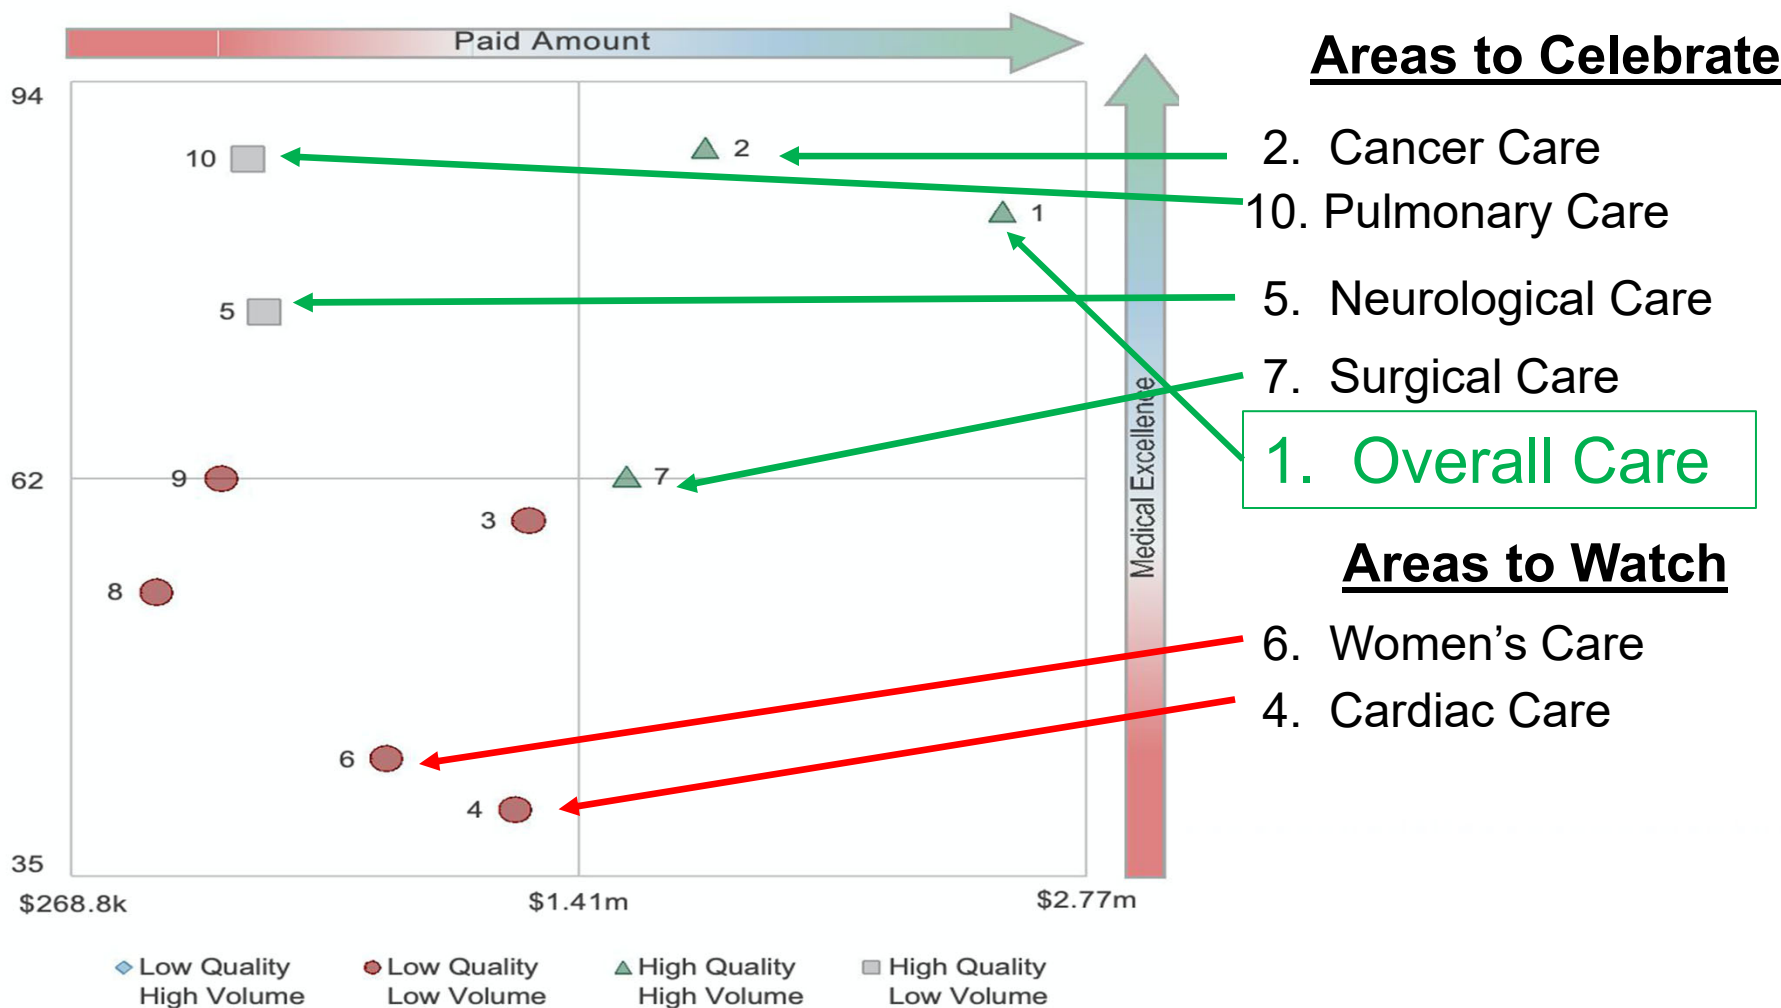 Paid Amount
94
62
35
$268.8k
$1.41m
$2.77m
10
2
1
5
9
7
3
8
6
4
Medical Excellence
Low Quality
High Volume
Low Quality
Low Volume
High Quality
High Volume
High Quality
Low Volume
Areas to Celebrate
2. Cancer Care
10. Pulmonary Care
5. Neurological Care
7. Surgical Care
1. Overall Care
Areas to Watch
6. Women’s Care
4. Cardiac Care